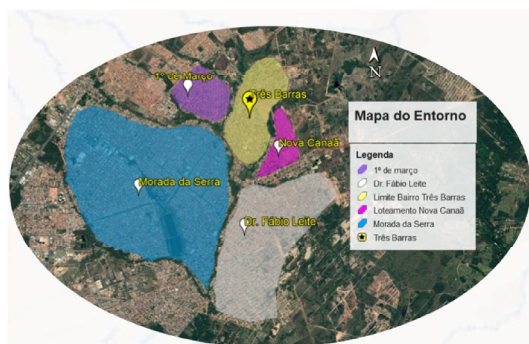 N
1º de Março
Três Barras
Nova Canaã
Morada da Serra
Dr. Fábio Leite
Mapa do Entorno
Legenda
1º de março
Dr. Fábio Leite
Limite Bairro Três Barras
Loteamento Nova Canaã
Morada da Serra
Três Barras